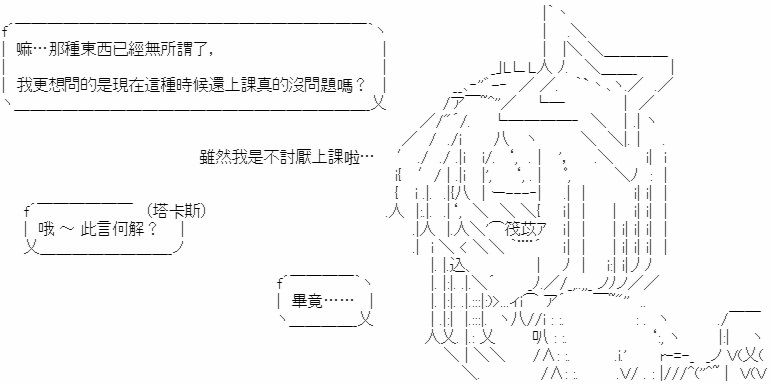 嘛…那種東西已經無所謂了，
我更想問的是現在這種時候還上課真的沒問題嗎？
雖然我是不討厭上課啦…
（塔卡斯）
哦 ～ 此言何解？
畢竟……